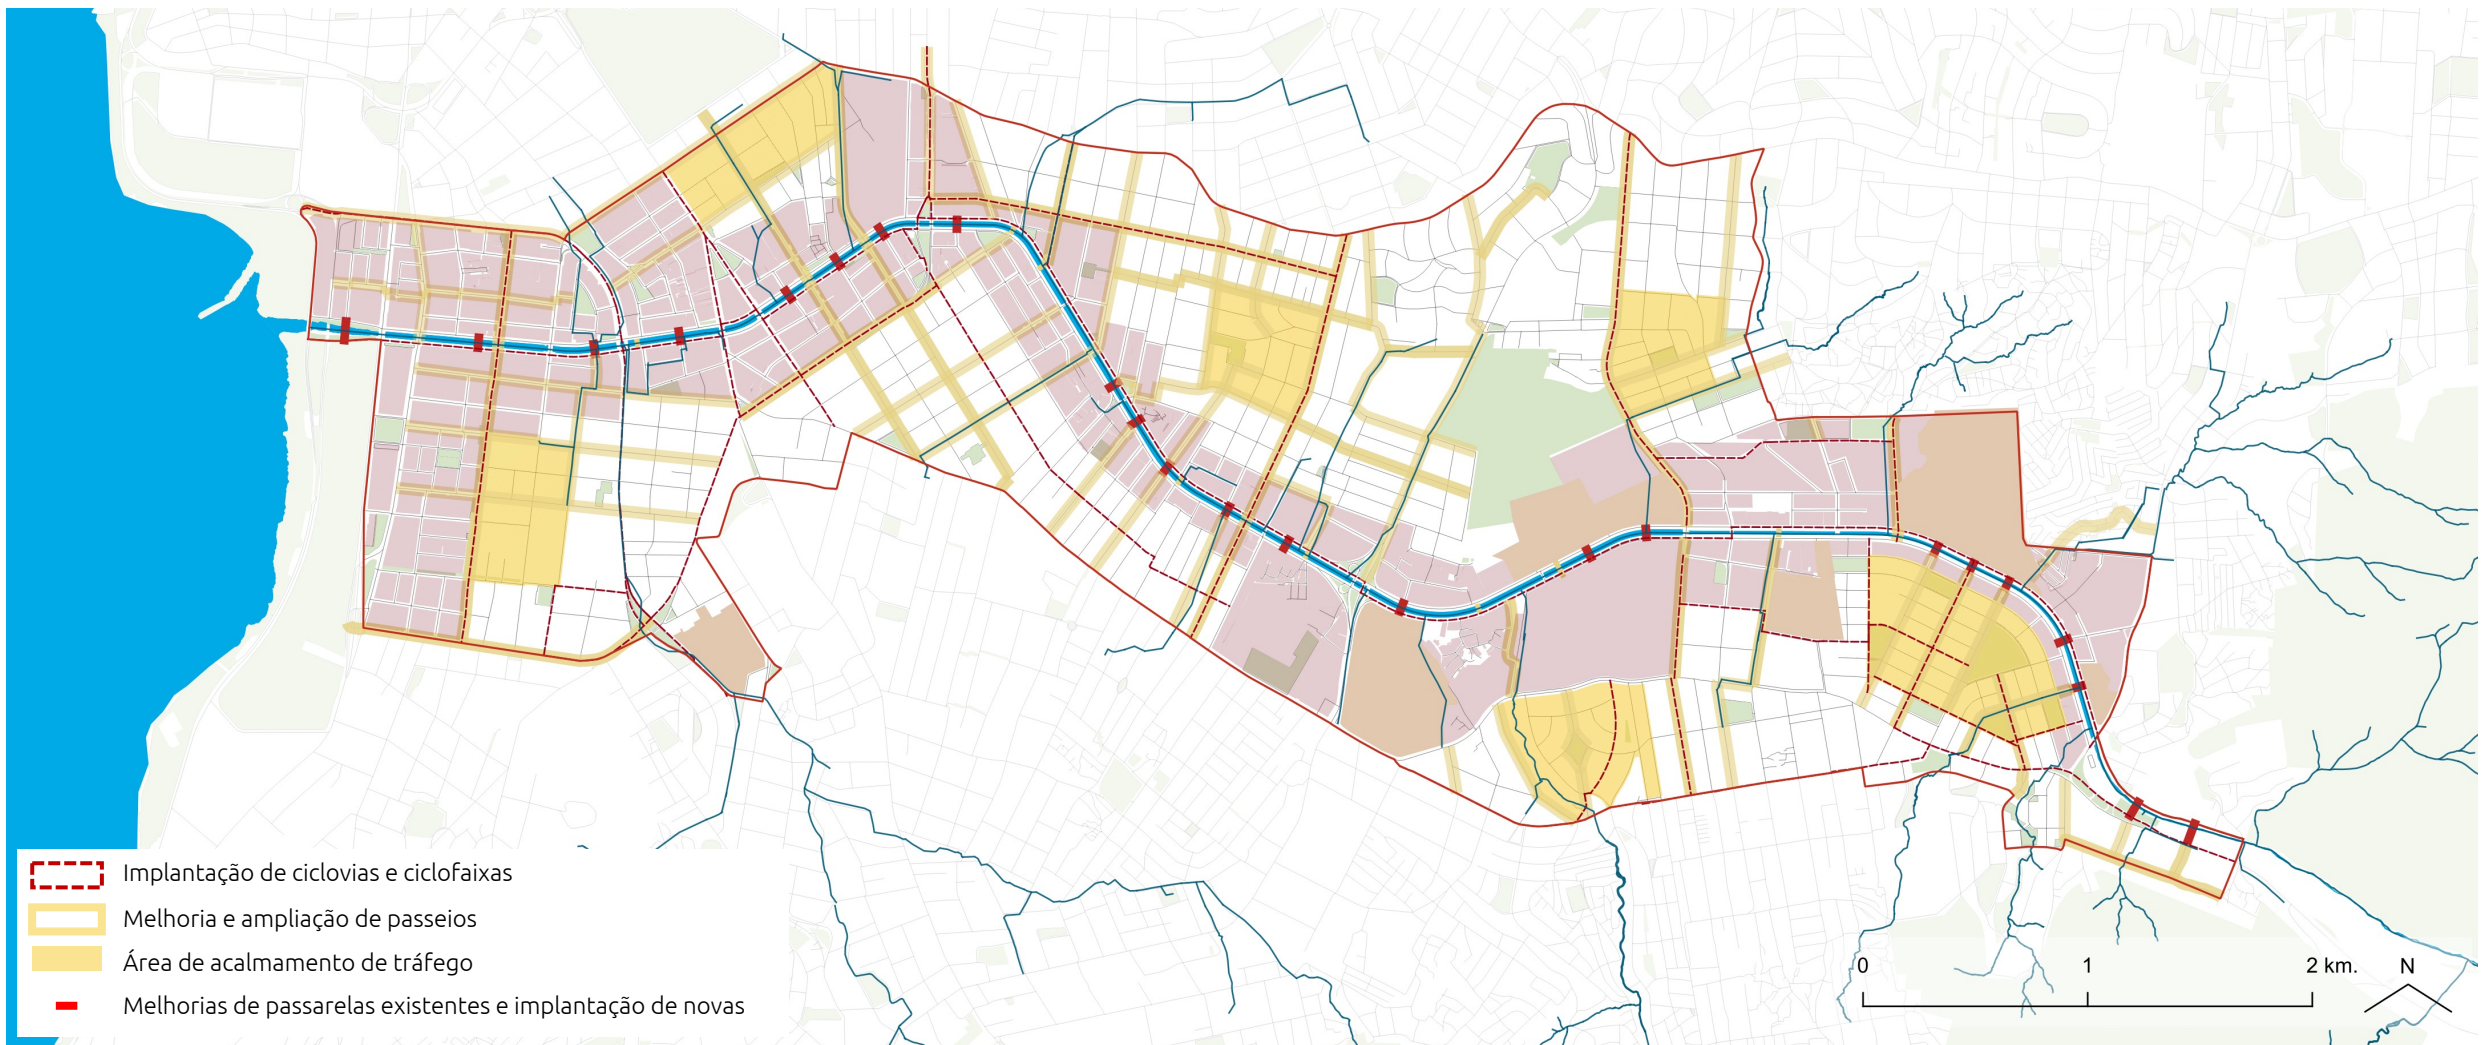 Implantação de ciclovias e ciclofaixas
Melhoria e ampliação de passeios
Área de acalmamento de tráfego
Melhorias de passarelas existentes e implantação de novas
0 1 2 km. N